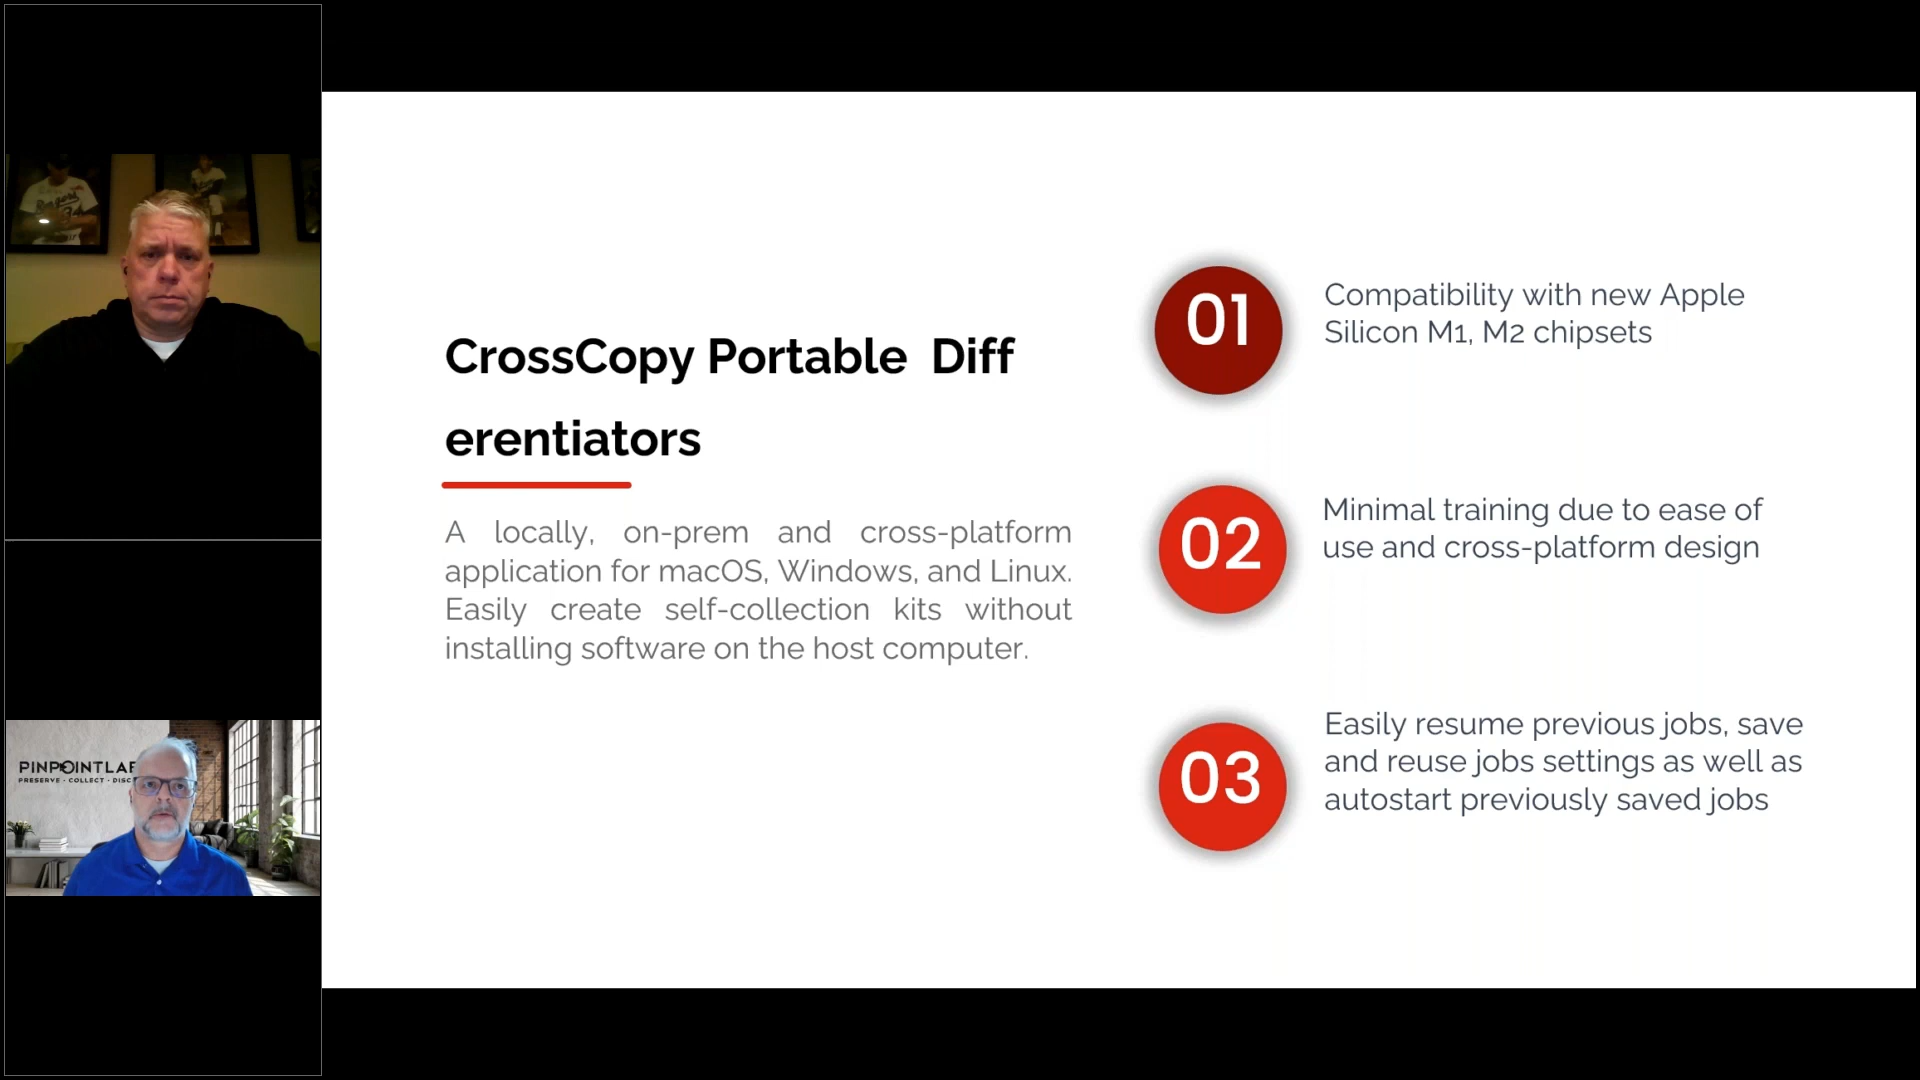 CrossCopy Portable  Diff
erentiators
A locally, on-prem and cross-platform
application for macOS, Windows, and Linux.
Easily create self-collection kits without
installing software on the host computer.
01
Compatibility with new Apple
Silicon M1, M2 chipsets
02
Minimal training due to ease of
use and cross-platform design
03
Easily resume previous jobs, save
and reuse jobs settings as well as
autostart previously saved jobs
PINPOINTLAB
PRESERVE - COLLECT - DISC